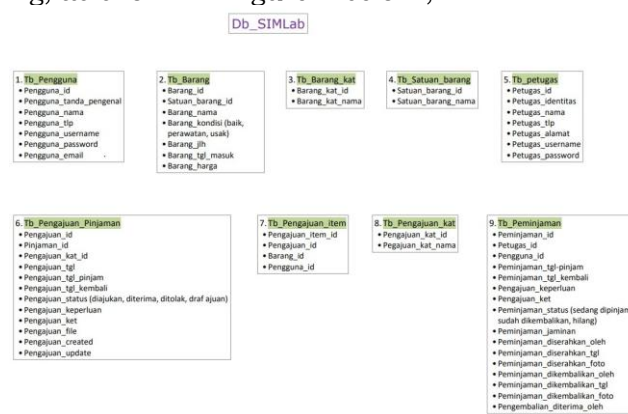 Db_SIMLab
1. Tb_Pengguna
• Pengguna_id
• Pengguna_tanda_pengenal
• Pengguna_nama
• Pengguna_tlp
• Pengguna_username
• Pengguna_password
• Pengguna_email
2. Tb_Barang
• Barang_id
• Satuan_barang_id
• Barang_nama
• Barang_kondisi (baik,
perawatan, usak)
• Barang_jlh
• Barang_tgl_masuk
• Barang_harga
3. Tb_Barang_kat
• Barang_kat_id
• Barang_kat_nama
4. Tb_Satuan_barang
• Satuan_barang_id
• Satuan_barang_nama
5. Tb_petugas
• Petugas_id
• Petugas_identitas
• Petugas_nama
• Petugas_tlp
• Petugas_alamat
• Petugas_username
• Petugas_password
6. Tb_Pengajuan_Pinjaman
• Pengajuan_id
• Pinjaman_id
• Pengajuan_kat_id
• Pengajuan_tgl
• Pengajuan_tgl_pinjam
• Pengajuan_tgl_kembali
• Pengajuan_status (diajukan, diterima, ditolak, draf ajuan)
• Pengajuan_keperluan
• Pengajuan_ket
• Pengajuan_file
• Pengajuan_created
• Pengajuan_update
7. Tb_Pengajuan_item
• Pengajuan_item_id
• Pengajuan_id
• Barang_id
• Pengguna_id
8. Tb_Pengajuan_kat
• Pengajuan_kat_id
• Pegajuan_kat_nama
9. Tb_Peminjaman
• Peminjaman_id
• Petugas_id
• Pengguna_id
• Peminjaman_tgl-pinjam
• Peminjaman_tgl_kembali
• Pengajuan_keperluan
• Pengajuan_ket
• Peminjaman_status (sedang dipinjam
sudah dikembalikan, hilang)
• Peminjaman_jaminan
• Peminjaman_diserahkan_oleh
• Peminjaman_diserahkan_tgl
• Peminjaman_diserahkan_foto
• Peminjaman_dikembalikan_oleh
• Peminjaman_dikembalikan_tgl
• Peminjaman_dikembalikan_foto
• Pengembalian_diterima_oleh